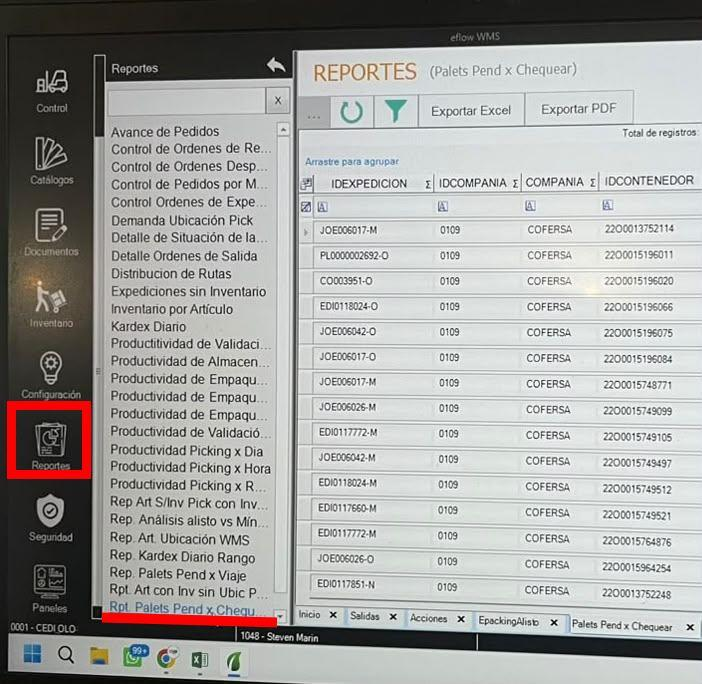 eflow WMS
Control
Catálogos
Documentos
Inventario
Configuración
Reportes
Seguridad
Paneles
Reportes
X
Avance de Pedidos
Control de Ordenes de Re...
Control de Ordenes Desp...
Control de Pedidos por M...
Control Ordenes de Expe...
Demanda Ubicación Pick
Detalle de Situación de la...
Detalle Ordenes de Salida
Distribucion de Rutas
Expediciones sin Inventario
Inventario por Artículo
Kardex Diario
Productitividad de Validaci...
Productividad de Almacen...
Productividad de Empaqu...
Productividad de Empaqu...
Productividad de Empaqu...
Productividad de Validació...
Productividad Picking x Dia
Productividad Picking x Hora
Productividad Picking x R...
Rep Art S/Inv Pick con Inv...
Rep. Análisis alisto vs Mín...
Rep. Art. Ubicación WMS
Rep. Kardex Diario Rango
Rep. Palets Pend x Viaje
Rpt. Art con Inv sin Ubic P...
Rpt. Palets Pend x Chequ...
REPORTES (Palets Pend x Chequear)
... Exportar Excel Exportar PDF
Total de registros:
Arrastre para agrupar
IDEXPEDICION Σ IDCOMPANIA Σ COMPANIA Σ IDCONTENEDOR
A A A A
JOE006017-M 0109 COFERSA 22O0013752114
PL0000002692-O 0109 COFERSA 22O0015196011
CO003951-O 0109 COFERSA 22O0015196020
EDI0118024-O 0109 COFERSA 22O0015196066
JOE006042-O 0109 COFERSA 22O0015196075
JOE006017-O 0109 COFERSA 22O0015196084
JOE006017-M 0109 COFERSA 22O0015748771
JOE006026-M 0109 COFERSA 22O0015749099
EDI0117772-M 0109 COFERSA 22O0015749105
JOE006042-M 0109 COFERSA 22O0015749497
EDI0118024-M 0109 COFERSA 22O0015749512
EDI0117660-M 0109 COFERSA 22O0015749521
EDI0117772-M 0109 COFERSA 22O0015764876
JOE006026-O 0109 COFERSA 22O0015964254
EDI0117851-N 0109 COFERSA 22O0013752248
Inicio X Salidas X Acciones X EpackingAlisto X Palets Pend x Chequear X
0001 - CEDI OLO
1048 - Steven Marin
99+